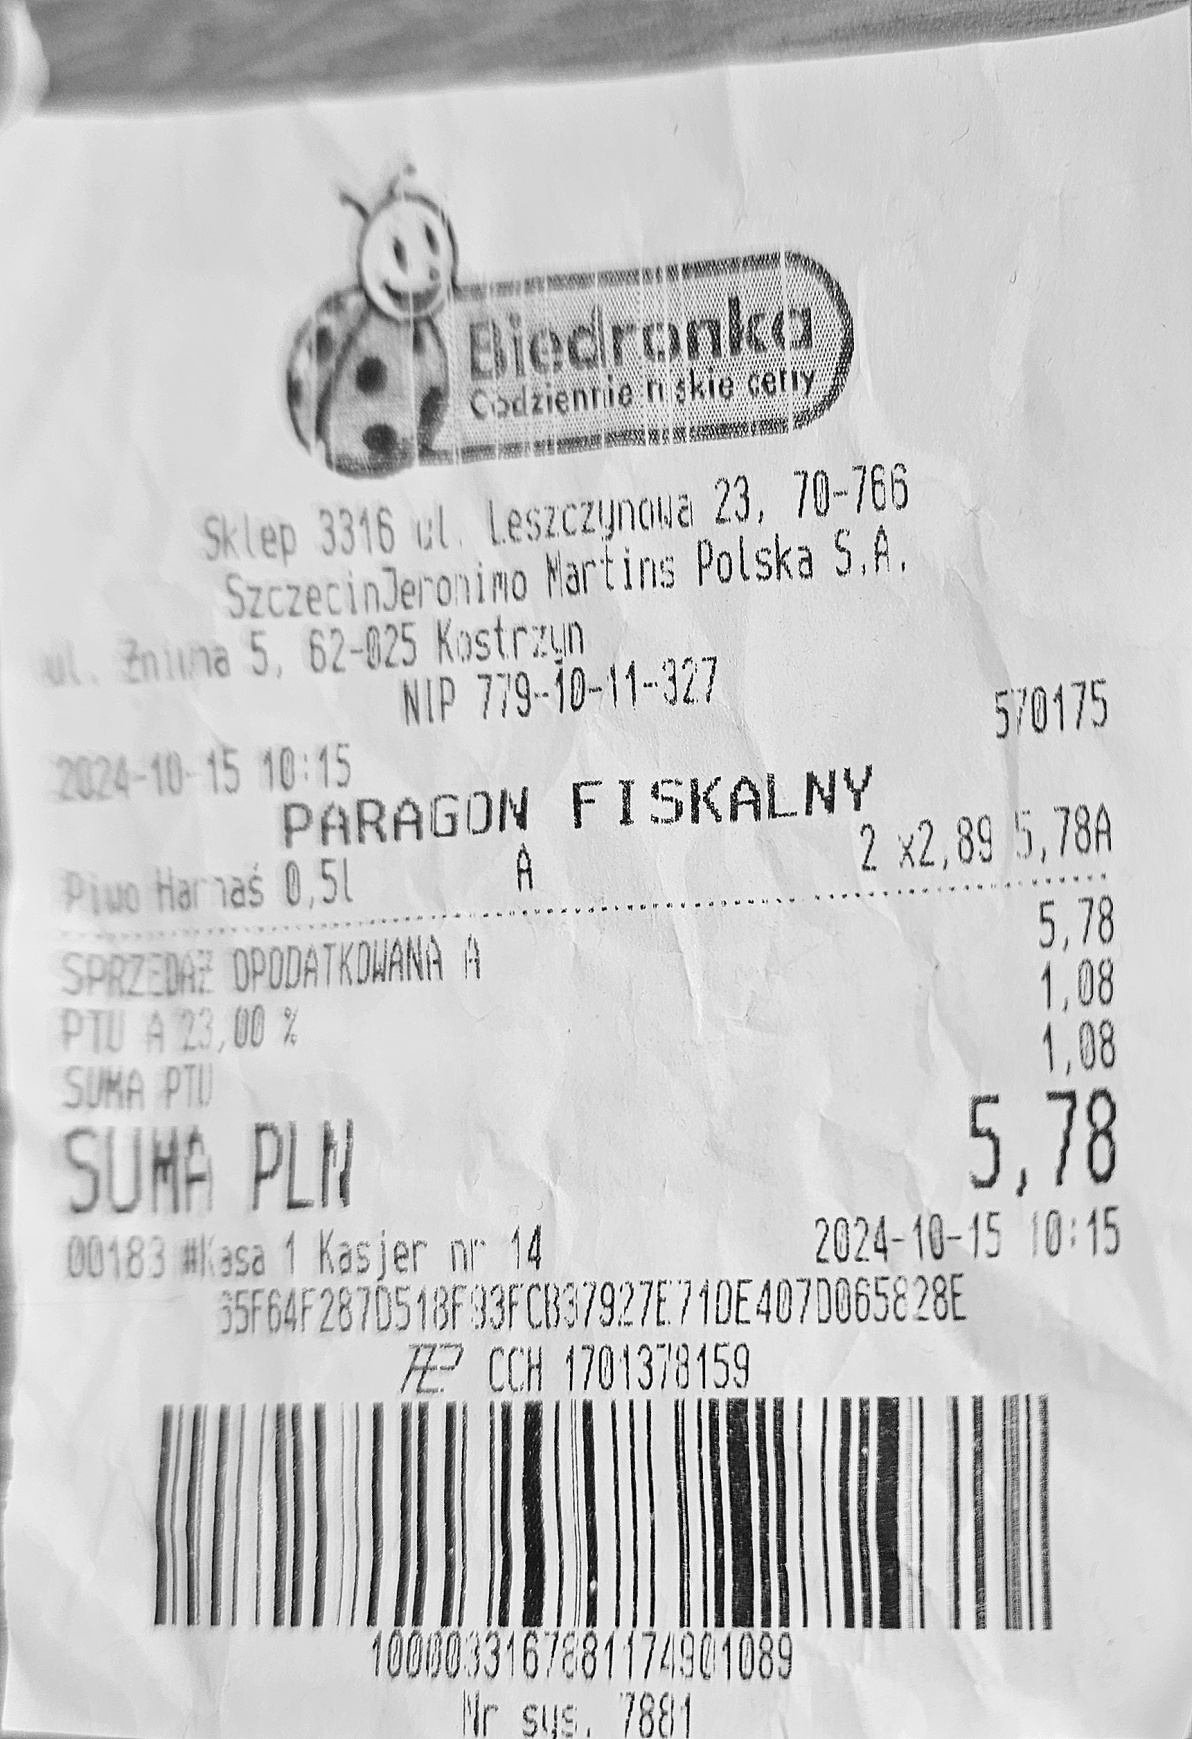 Biedronka
Codziennie niskie ceny
Sklep 3316 ul. Leszczynowa 23, 70-766
SzczecinJeronimo Martins Polska S.A.
ul. Żniwna 5, 62-025 Kostrzyn
NIP 779-10-11-327
2024-10-15 10:15 570175
PARAGON FISKALNY
Piwo Harnaś 0,5l A 2 x2,89 5,78A
SPRZEDAŻ OPODATKOWANA A 5,78
PTU A 23,00 % 1,08
SUMA PTU 1,08
SUMA PLN 5,78
00183 #Kasa 1 Kasjer nr 14 2024-10-15 10:15
CCH 1701378159
1000033167881174901089
Nr sys. 7881